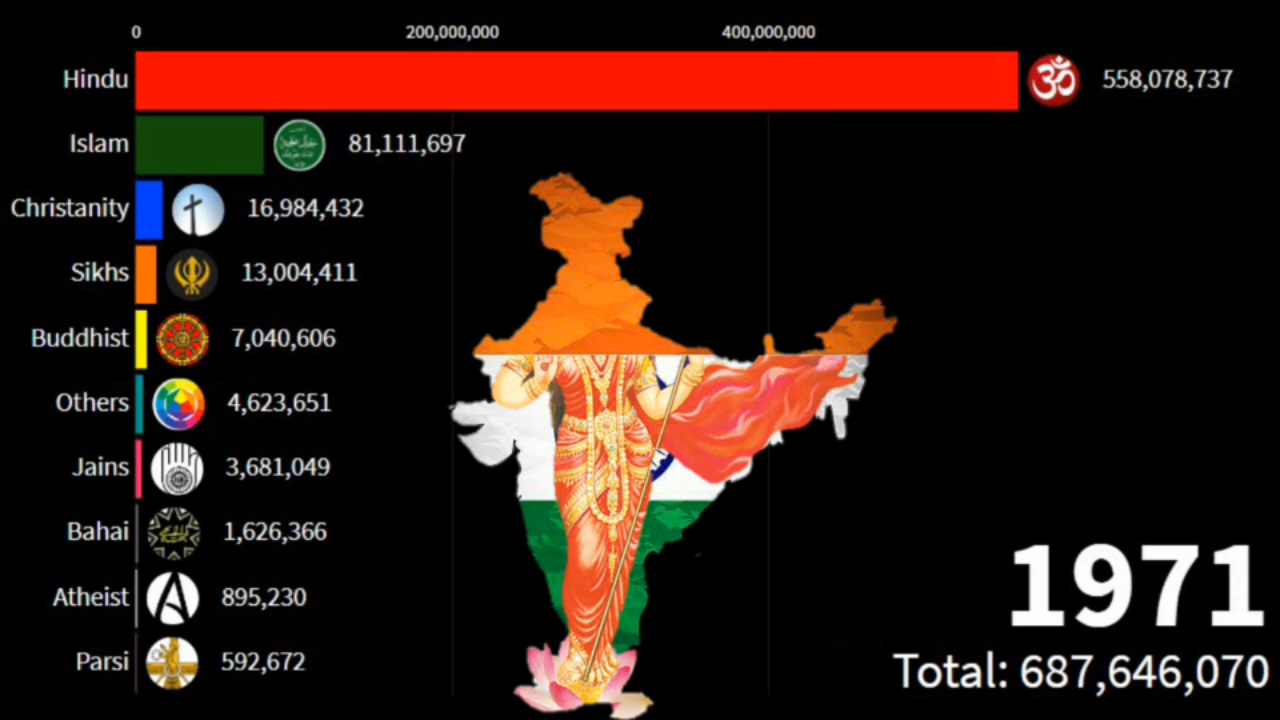 0 200,000,000 400,000,000
Hindu ॐ 558,078,737
Islam 81,111,697
Christanity 16,984,432
Sikhs 13,004,411
Buddhist 7,040,606
Others 4,623,651
Jains 3,681,049
Bahai 1,626,366
Atheist 895,230
Parsi 592,672
1971
Total: 687,646,070